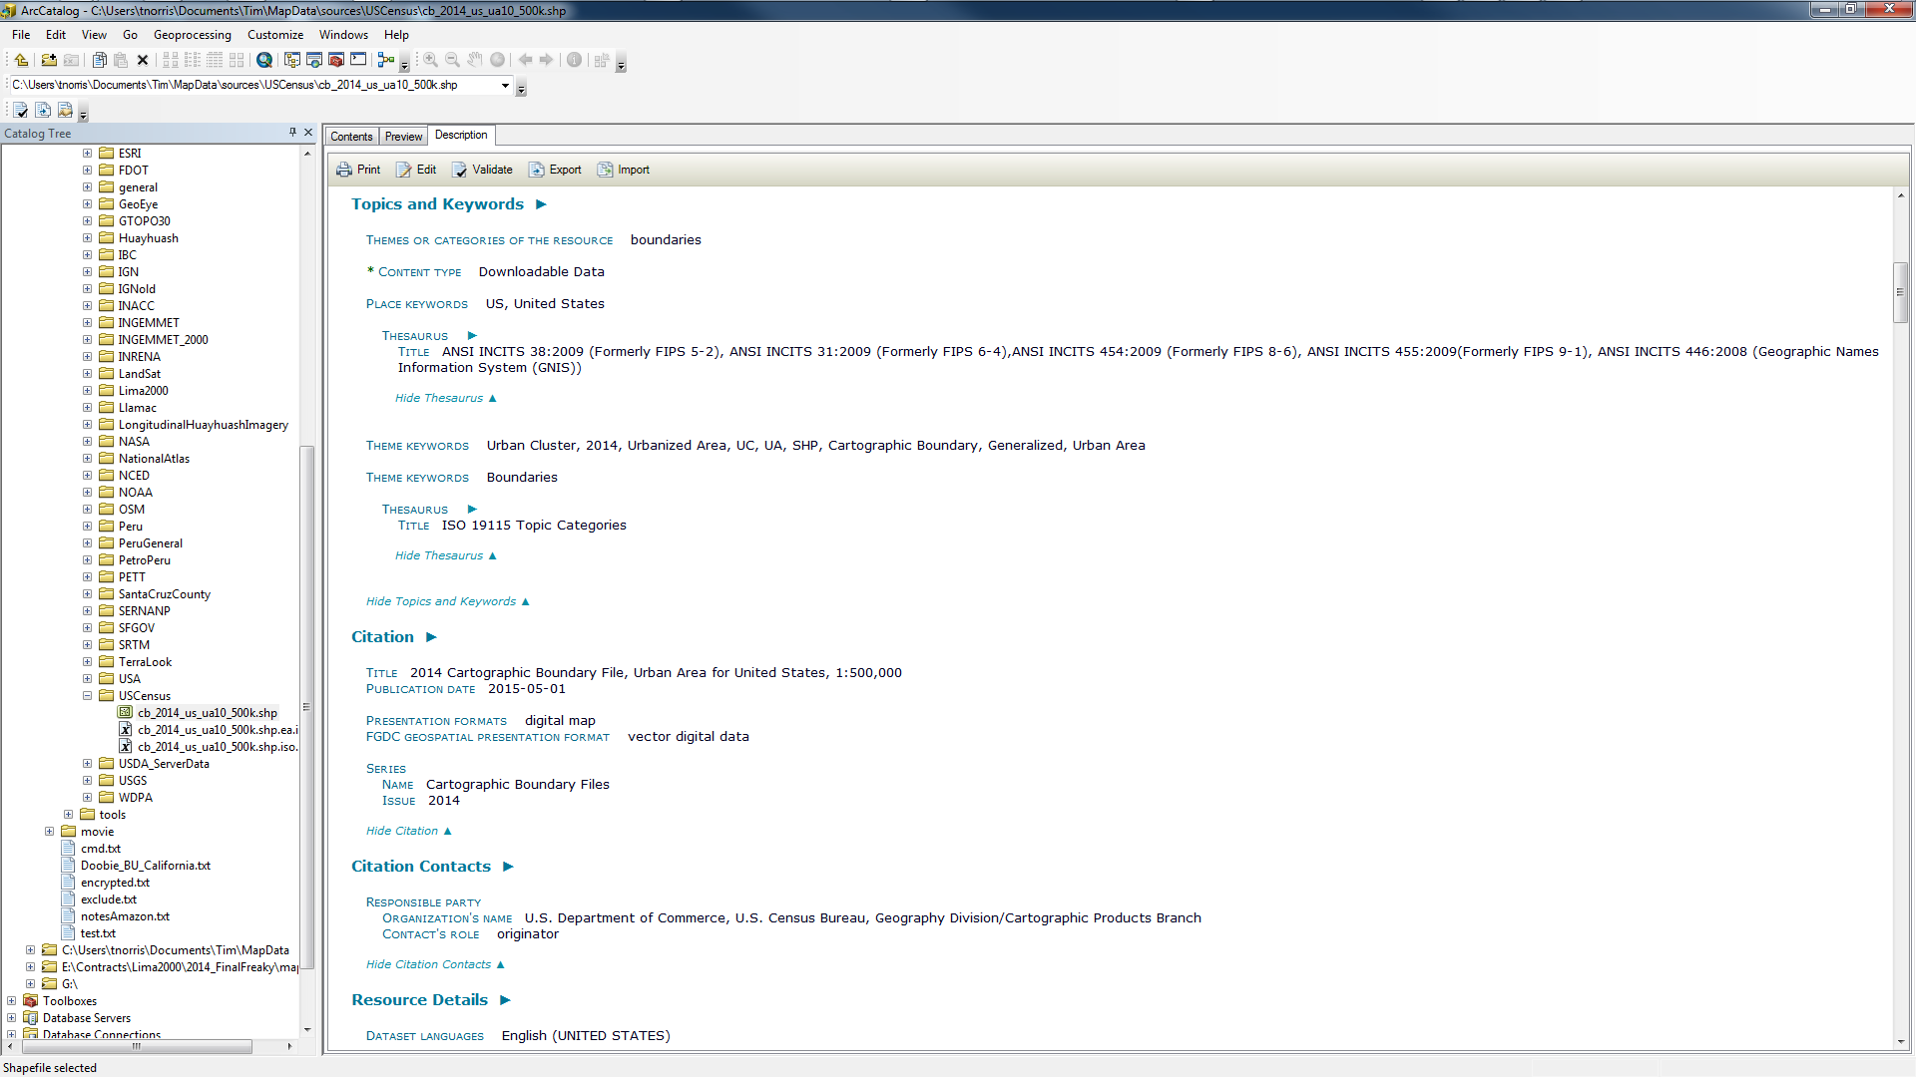 ArcCatalog - C:\Users\tnorris\Documents\Tim\MapData\sources\USCensus\cb_2014_us_ua10_500k.shp
File Edit View Go Geoprocessing Customize Windows Help
C:\Users\tnorris\Documents\Tim\MapData\sources\USCensus\cb_2014_us_ua10_500k.shp
Catalog Tree
ESRI
FDOT
general
GeoEye
GTOPO30
Huayhuash
IBC
IGN
IGNold
INACC
INGEMMET
INGEMMET_2000
INRENA
LandSat
Lima2000
Llamac
LongitudinalHuayhuashImagery
NASA
NationalAtlas
NCED
NOAA
OSM
Peru
PeruGeneral
PetroPeru
PETT
SantaCruzCounty
SERNANP
SFGOV
SRTM
TerraLook
USA
USCensus
cb_2014_us_ua10_500k.shp
cb_2014_us_ua10_500k.shp.ea.i
cb_2014_us_ua10_500k.shp.iso.
USDA_ServerData
USGS
WDPA
tools
movie
cmd.txt
Doobie_BU_California.txt
encrypted.txt
exclude.txt
notesAmazon.txt
test.txt
C:\Users\tnorris\Documents\Tim\MapData
E:\Contracts\Lima2000\2014_FinalFreaky\map
G:\
Toolboxes
Database Servers
Database Connections
Contents Preview Description
Print Edit Validate Export Import
Topics and Keywords ►
THEMES OR CATEGORIES OF THE RESOURCE boundaries
* CONTENT TYPE Downloadable Data
PLACE KEYWORDS US, United States
THESAURUS ►
TITLE ANSI INCITS 38:2009 (Formerly FIPS 5-2), ANSI INCITS 31:2009 (Formerly FIPS 6-4),ANSI INCITS 454:2009 (Formerly FIPS 8-6), ANSI INCITS 455:2009(Formerly FIPS 9-1), ANSI INCITS 446:2008 (Geographic Names
Information System (GNIS))
Hide Thesaurus ▲
THEME KEYWORDS Urban Cluster, 2014, Urbanized Area, UC, UA, SHP, Cartographic Boundary, Generalized, Urban Area
THEME KEYWORDS Boundaries
THESAURUS ►
TITLE ISO 19115 Topic Categories
Hide Thesaurus ▲
Hide Topics and Keywords ▲
Citation ►
TITLE 2014 Cartographic Boundary File, Urban Area for United States, 1:500,000
PUBLICATION DATE 2015-05-01
PRESENTATION FORMATS digital map
FGDC GEOSPATIAL PRESENTATION FORMAT vector digital data
SERIES
NAME Cartographic Boundary Files
ISSUE 2014
Hide Citation ▲
Citation Contacts ►
RESPONSIBLE PARTY
ORGANIZATION'S NAME U.S. Department of Commerce, U.S. Census Bureau, Geography Division/Cartographic Products Branch
CONTACT'S ROLE originator
Hide Citation Contacts ▲
Resource Details ►
DATASET LANGUAGES English (UNITED STATES)
Shapefile selected